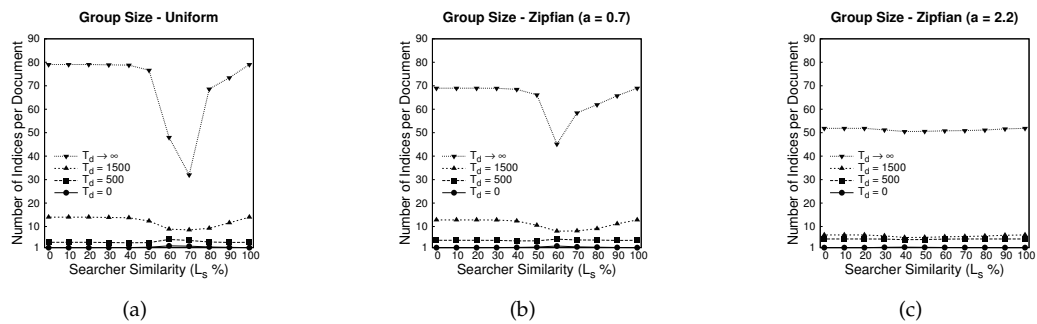 Group Size - Uniform
Number of Indices per Document
90
80
70
60
50
40
30
20
10
1
T_d → ∞
T_d = 1500
T_d = 500
T_d = 0
0 10 20 30 40 50 60 70 80 90 100
Searcher Similarity (L_s %)
(a)
Group Size - Zipfian (a = 0.7)
Number of Indices per Document
90
80
70
60
50
40
30
20
10
1
T_d → ∞
T_d = 1500
T_d = 500
T_d = 0
0 10 20 30 40 50 60 70 80 90 100
Searcher Similarity (L_s %)
(b)
Group Size - Zipfian (a = 2.2)
Number of Indices per Document
90
80
70
60
50
40
30
20
10
1
T_d → ∞
T_d = 1500
T_d = 500
T_d = 0
0 10 20 30 40 50 60 70 80 90 100
Searcher Similarity (L_s %)
(c)